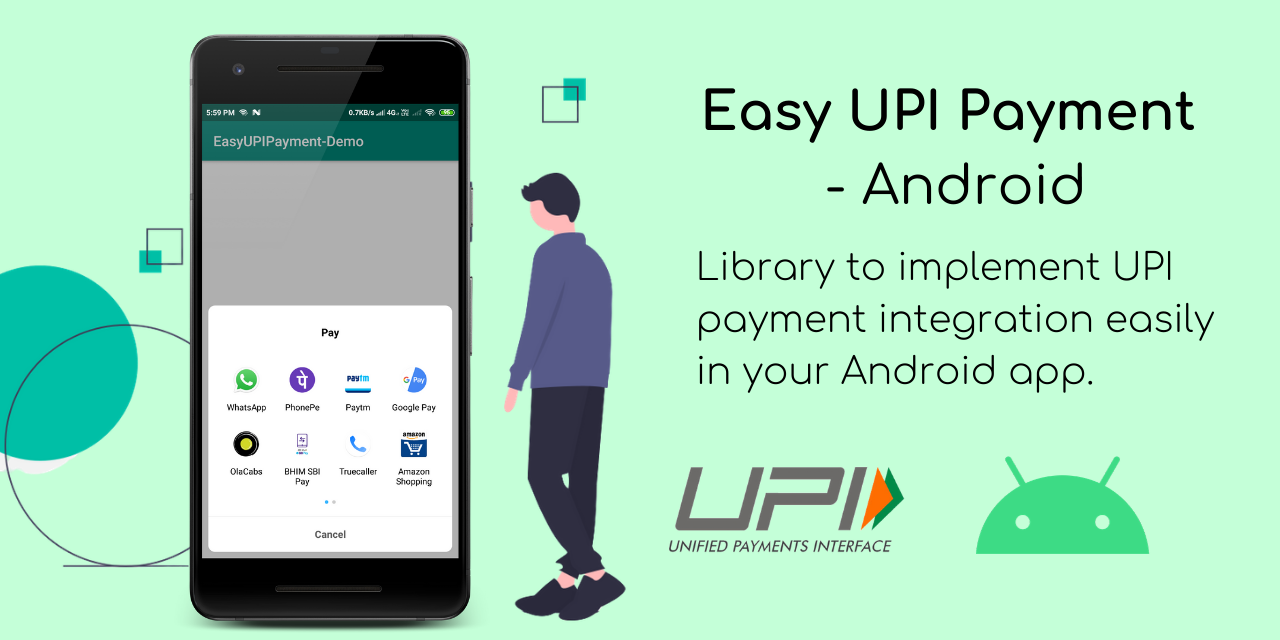 5:59 PM 0.7KB/s 4G
EasyUPIPayment-Demo
Pay
WhatsApp PhonePe Paytm Google Pay
OlaCabs BHIM SBI Pay Truecaller Amazon Shopping
Cancel
Easy UPI Payment
- Android
Library to implement UPI
payment integration easily
in your Android app.
UPI
UNIFIED PAYMENTS INTERFACE